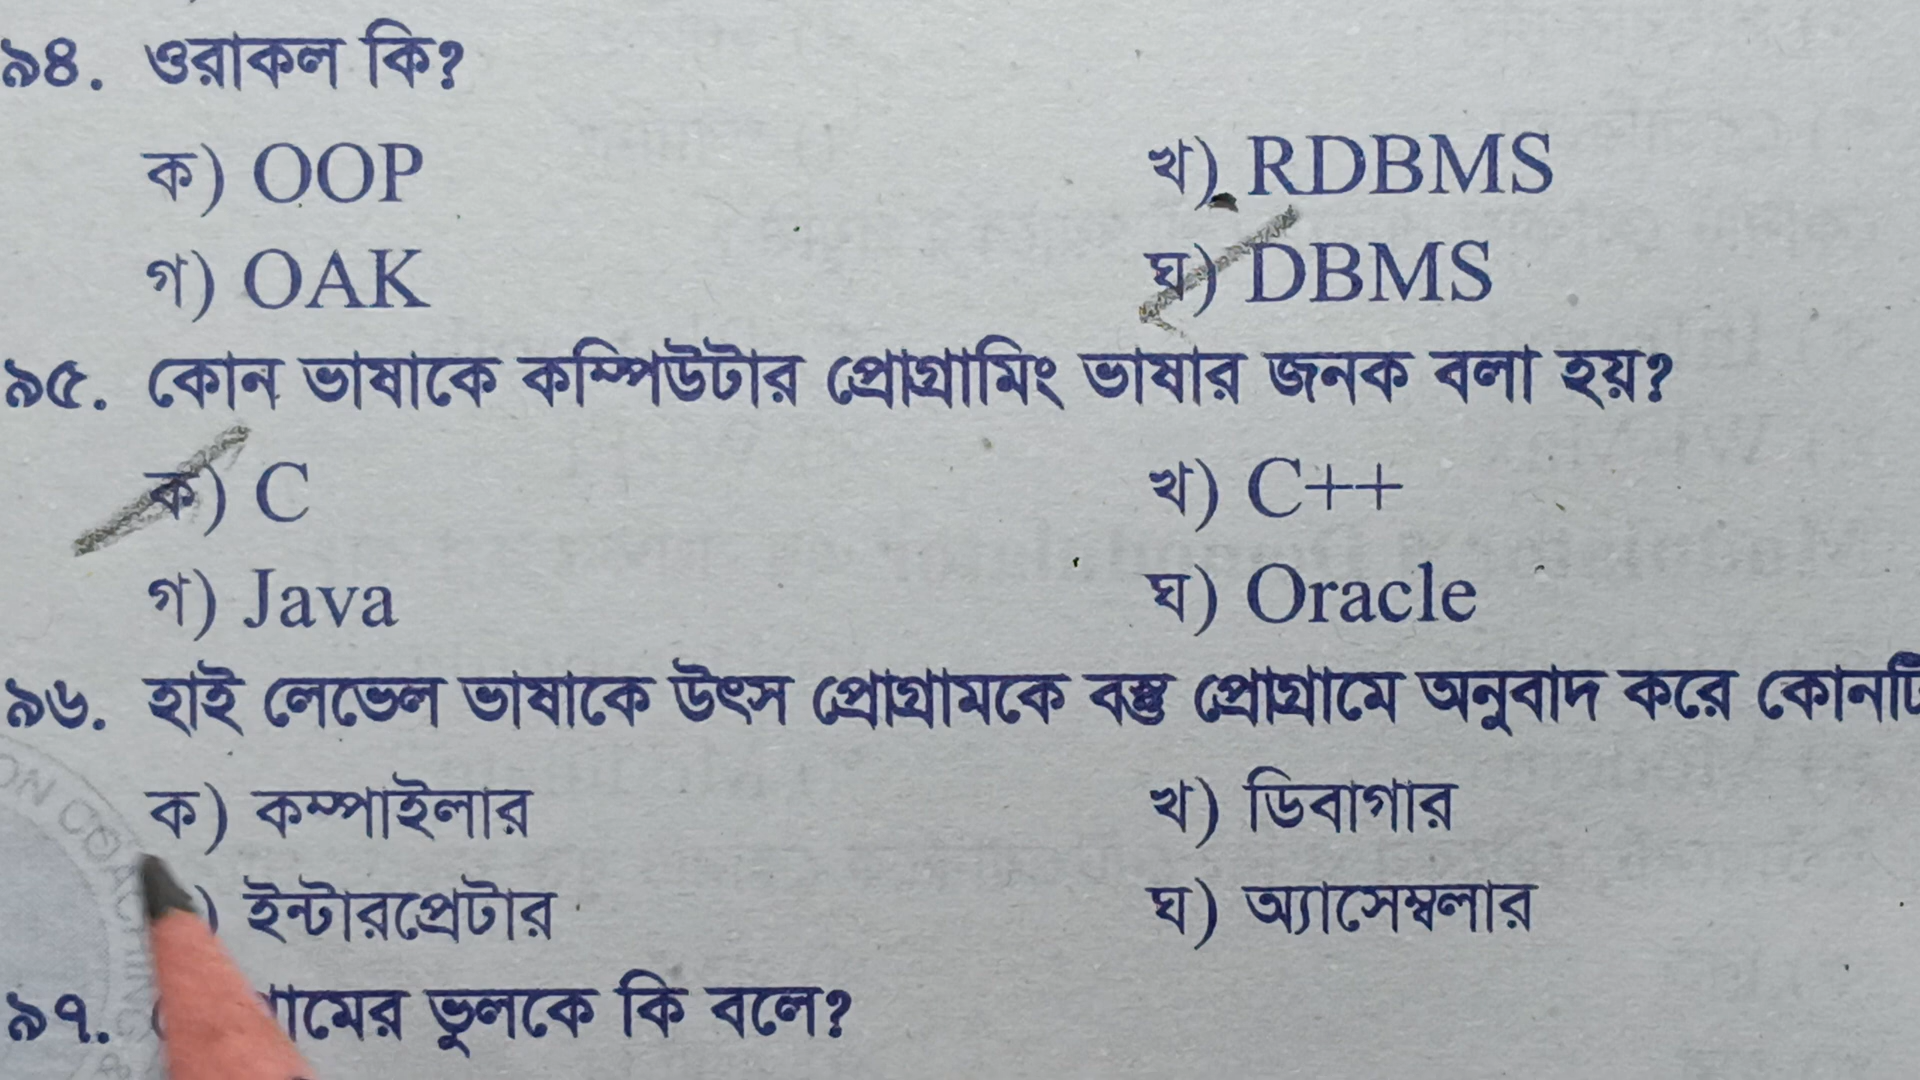 ৯৪. ওরাকল কি?
ক) OOP খ) RDBMS
গ) OAK ঘ) DBMS
৯৫. কোন ভাষাকে কম্পিউটার প্রোগ্রামিং ভাষার জনক বলা হয়?
ক) C খ) C++
গ) Java ঘ) Oracle
৯৬. হাই লেভেল ভাষাকে উৎস প্রোগ্রামকে বস্তু প্রোগ্রামে অনুবাদ করে কোনটি
ক) কম্পাইলার খ) ডিবাগার
) ইন্টারপ্রেটার ঘ) অ্যাসেম্বলার
৯৭. ভুলকে কি বলে?